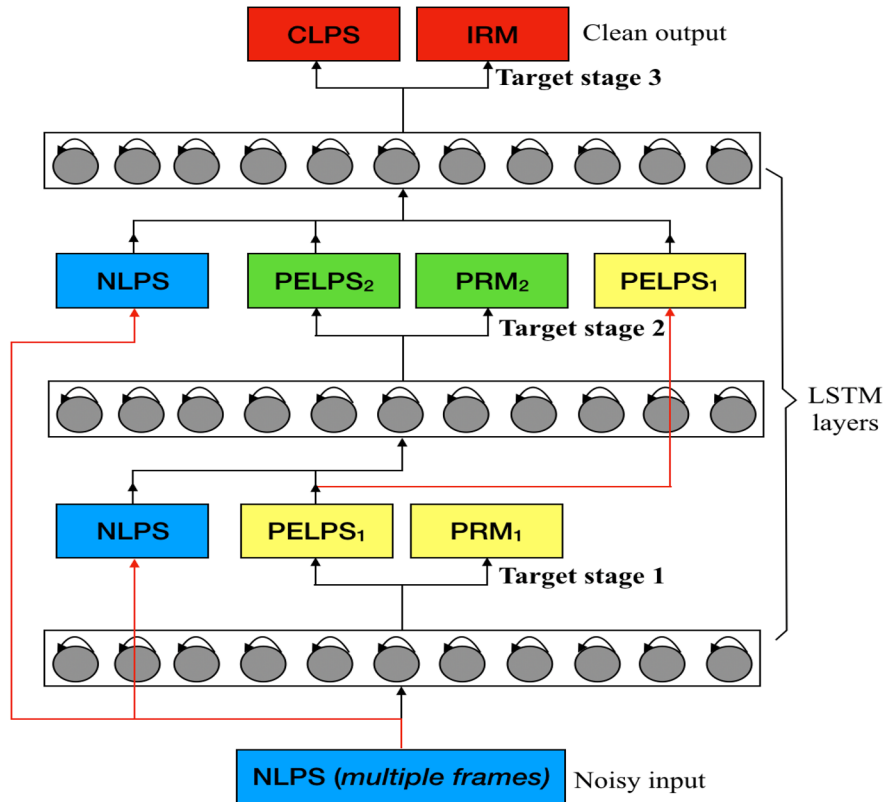 CLPS IRM Clean output
Target stage 3
NLPS PELPS₂ PRM₂ PELPS₁
Target stage 2
LSTM
layers
NLPS PELPS₁ PRM₁
Target stage 1
NLPS (multiple frames) Noisy input